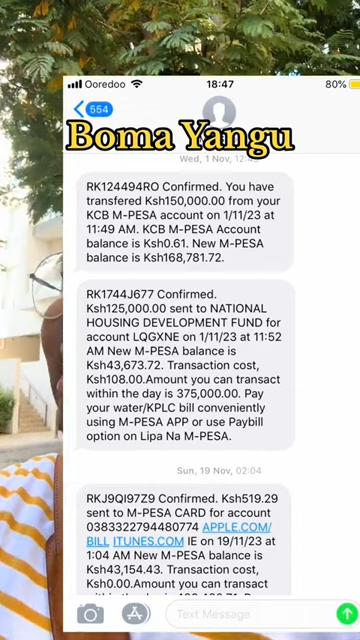 Ooredoo 18:47 80%
554
Boma Yangu
Wed, 1 Nov,
RK124494RO Confirmed. You have
transfered Ksh150,000.00 from your
KCB M-PESA account on 1/11/23 at
11:49 AM. KCB M-PESA Account
balance is Ksh0.61. New M-PESA
balance is Ksh168,781.72.
RK1744J677 Confirmed.
Ksh125,000.00 sent to NATIONAL
HOUSING DEVELOPMENT FUND for
account LQGXNE on 1/11/23 at 11:52
AM New M-PESA balance is
Ksh43,673.72. Transaction cost,
Ksh108.00.Amount you can transact
within the day is 375,000.00. Pay
your water/KPLC bill conveniently
using M-PESA APP or use Paybill
option on Lipa Na M-PESA.
Sun, 19 Nov, 02:04
RKJ9QI97Z9 Confirmed. Ksh519.29
sent to M-PESA CARD for account
0383322794480774 APPLE.COM/
BILL ITUNES.COM IE on 19/11/23 at
1:04 AM New M-PESA balance is
Ksh43,154.43. Transaction cost,
Ksh0.00.Amount you can transact
Text Message